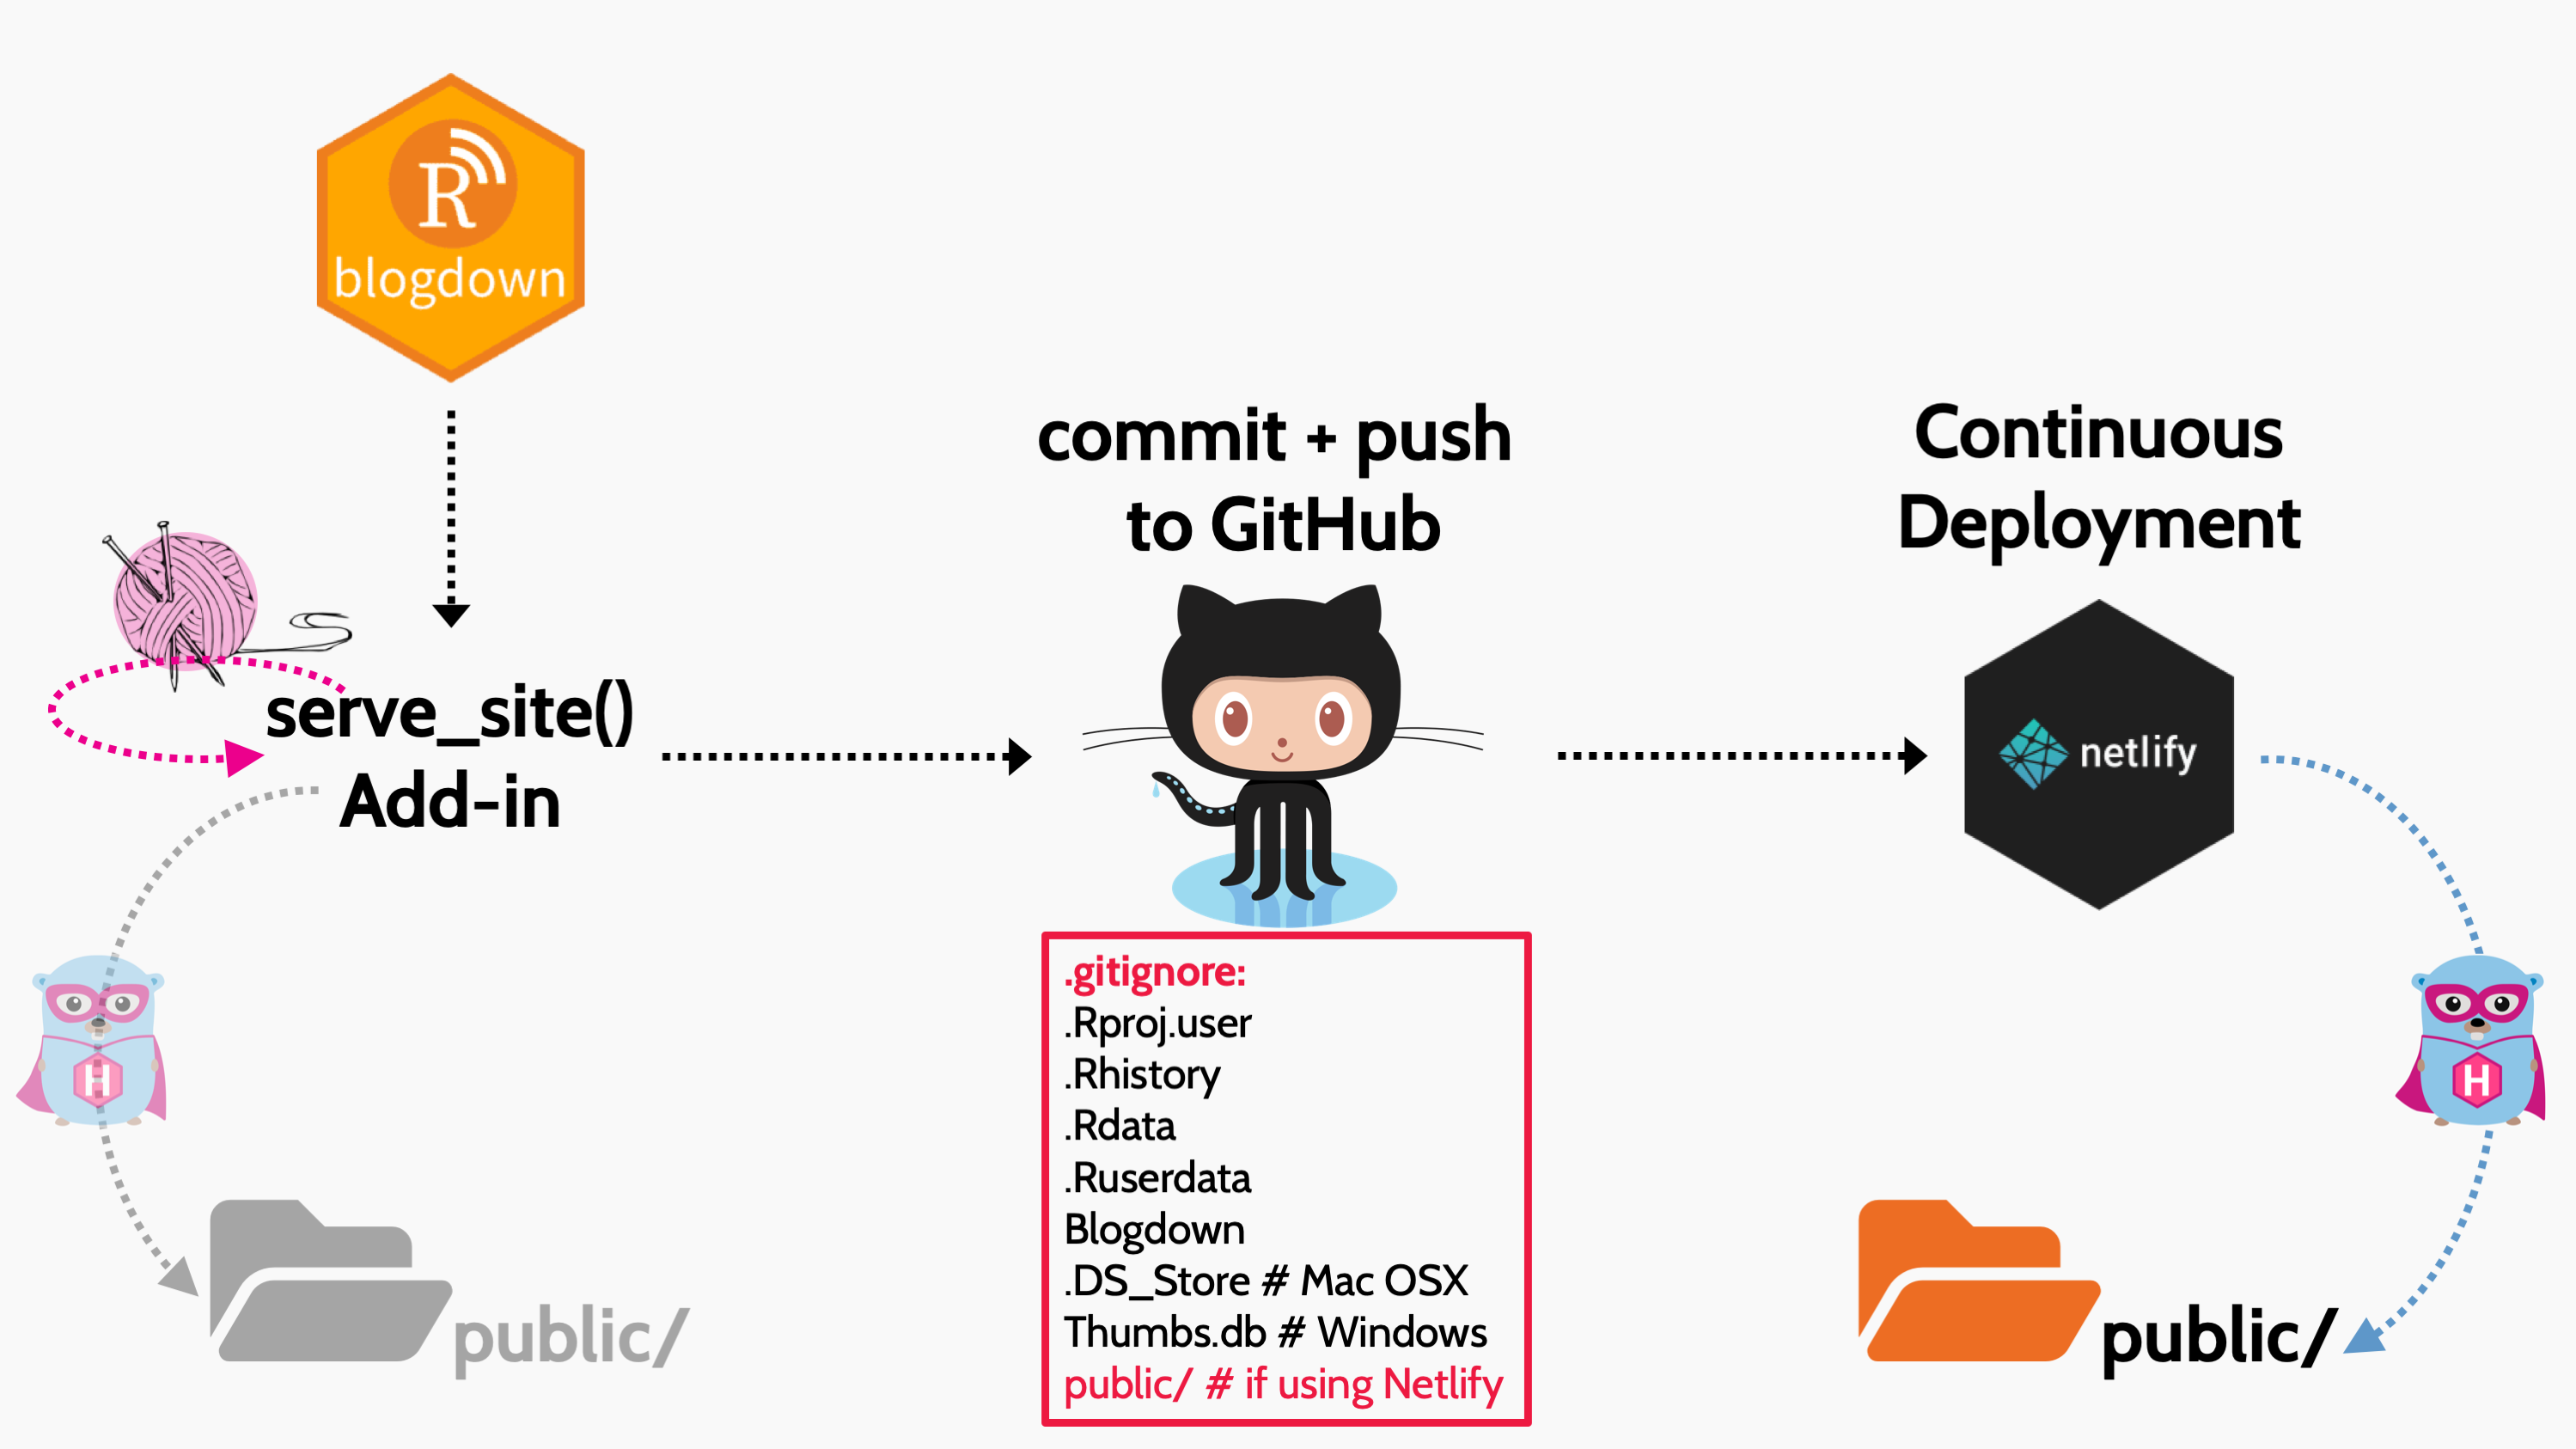 R
blogdown
serve_site()
Add-in
H
public/
commit + push
to GitHub
.gitignore:
.Rproj.user
.Rhistory
.Rdata
.Ruserdata
Blogdown
.DS_Store # Mac OSX
Thumbs.db # Windows
public/ # if using Netlify
Continuous
Deployment
netlify
H
public/